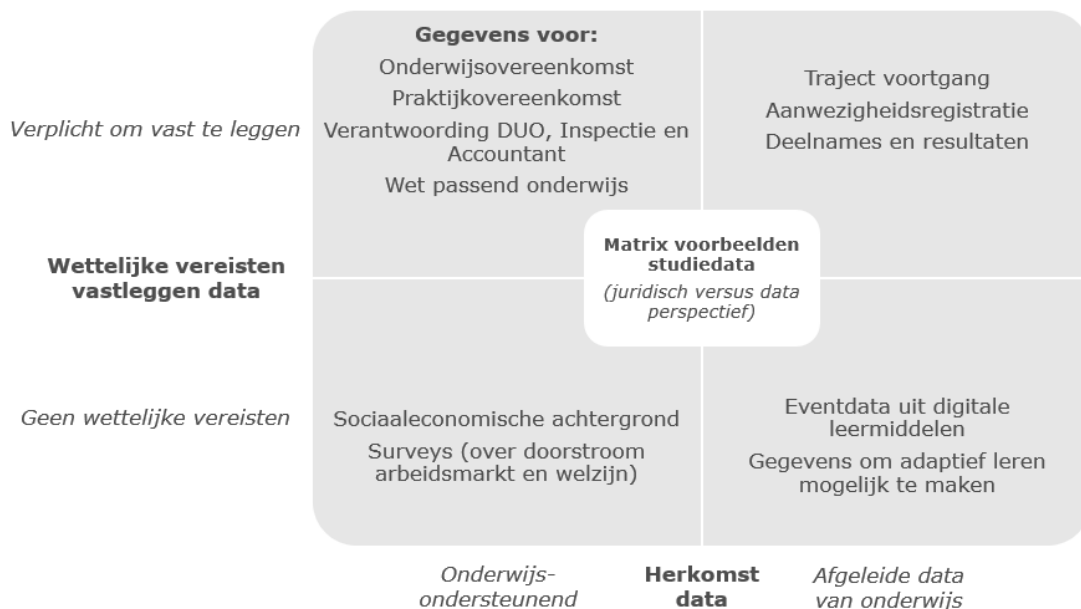 Gegevens voor:
Onderwijsovereenkomst
Praktijkovereenkomst
Verantwoording DUO, Inspectie en
Accountant
Wet passend onderwijs
Traject voortgang
Aanwezigheidsregistratie
Deelnames en resultaten
Verplicht om vast te leggen
Matrix voorbeelden
studiedata
(juridisch versus data
perspectief)
Wettelijke vereisten
vastleggen data
Geen wettelijke vereisten
Sociaaleconomische achtergrond
Surveys (over doorstroom
arbeidsmarkt en welzijn)
Eventdata uit digitale
leermiddelen
Gegevens om adaptief leren
mogelijk te maken
Onderwijs-
ondersteunend
Herkomst
data
Afgeleide data
van onderwijs